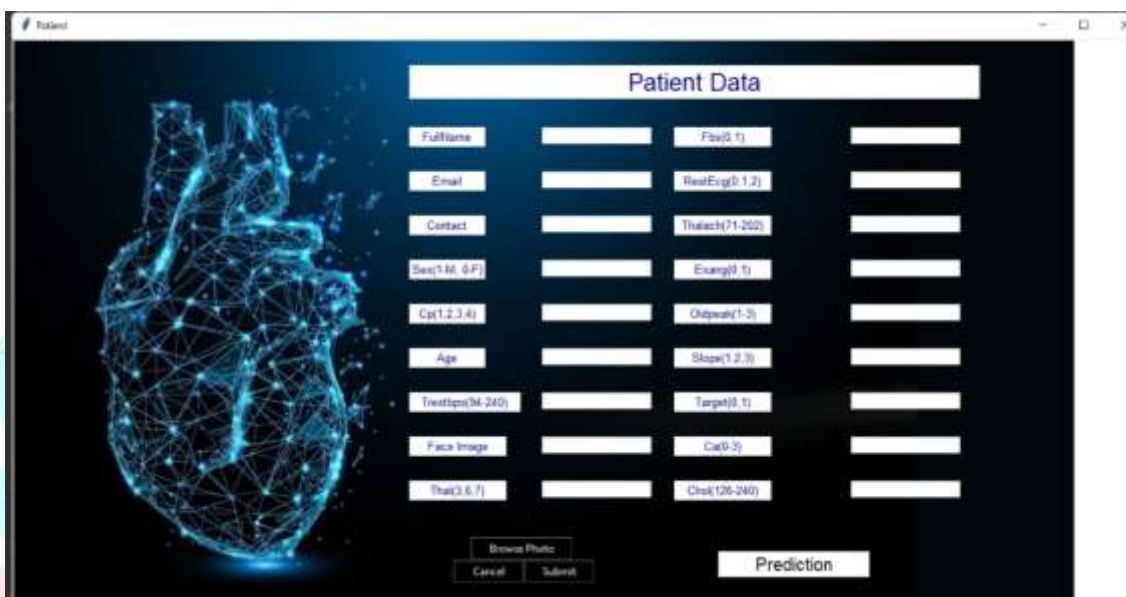 Patient
Patient Data
FullName
Fbs(0,1)
Email
RestEcg(0,1,2)
Contact
Thalach(71-202)
Sex(1-M, 0-F)
Exang(0,1)
Cp(1,2,3,4)
Oldpeak(1-3)
Age
Slope(1,2,3)
Trestbps(94-240)
Target(0,1)
Face Image
Ca(0-3)
Thal(3,6,7)
Chol(126-240)
Browse Photo
Cancel Submit
Prediction